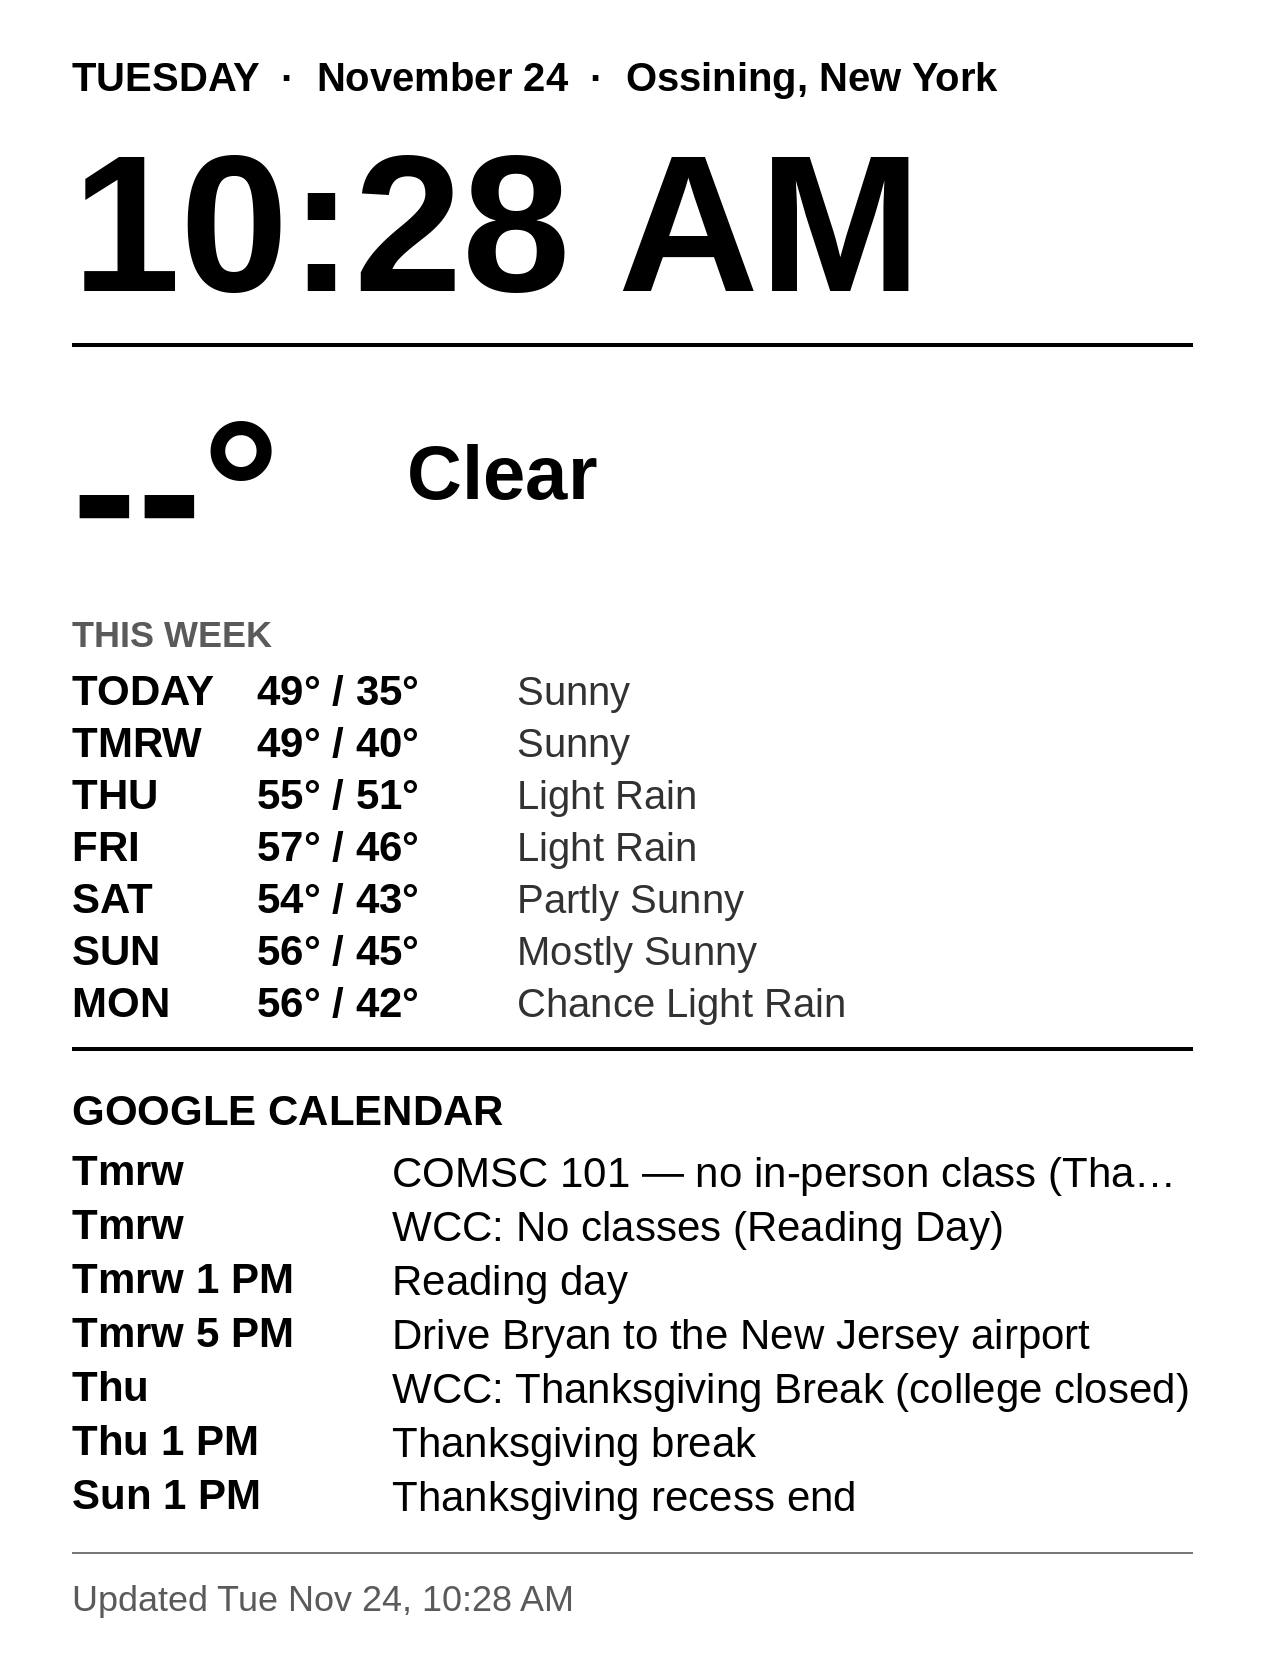 TUESDAY · November 24 · Ossining, New York
10:28 AM
--° Clear
THIS WEEK
TODAY 49° / 35° Sunny
TMRW 49° / 40° Sunny
THU 55° / 51° Light Rain
FRI 57° / 46° Light Rain
SAT 54° / 43° Partly Sunny
SUN 56° / 45° Mostly Sunny
MON 56° / 42° Chance Light Rain
GOOGLE CALENDAR
Tmrw COMSC 101 — no in-person class (Tha…
Tmrw WCC: No classes (Reading Day)
Tmrw 1 PM Reading day
Tmrw 5 PM Drive Bryan to the New Jersey airport
Thu WCC: Thanksgiving Break (college closed)
Thu 1 PM Thanksgiving break
Sun 1 PM Thanksgiving recess end
Updated Tue Nov 24, 10:28 AM